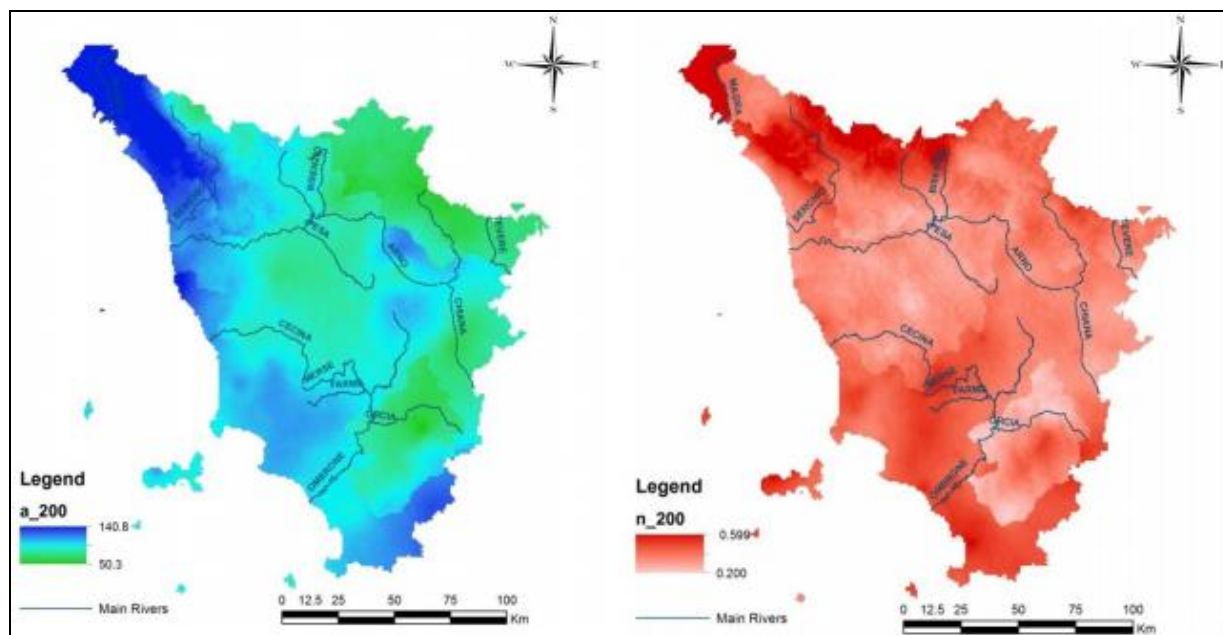 N
W E
S
BISENZIO
SERCHIO
PESA
TEVERE
ARNO
CHIANA
CECINA
MERSE
FARMA
ORCIA
OMBRONE
Legend
a_200
140.8
50.3
Main Rivers
0 12.5 25 50 75 100
Km
N
W E
S
MAGRA
BISENZIO
SERCHIO
PESA
TEVERE
ARNO
CHIANA
CECINA
MERSE
FARMA
ORCIA
OMBRONE
Legend
n_200
0.599
0.200
Main Rivers
0 12.5 25 50 75 100
Km